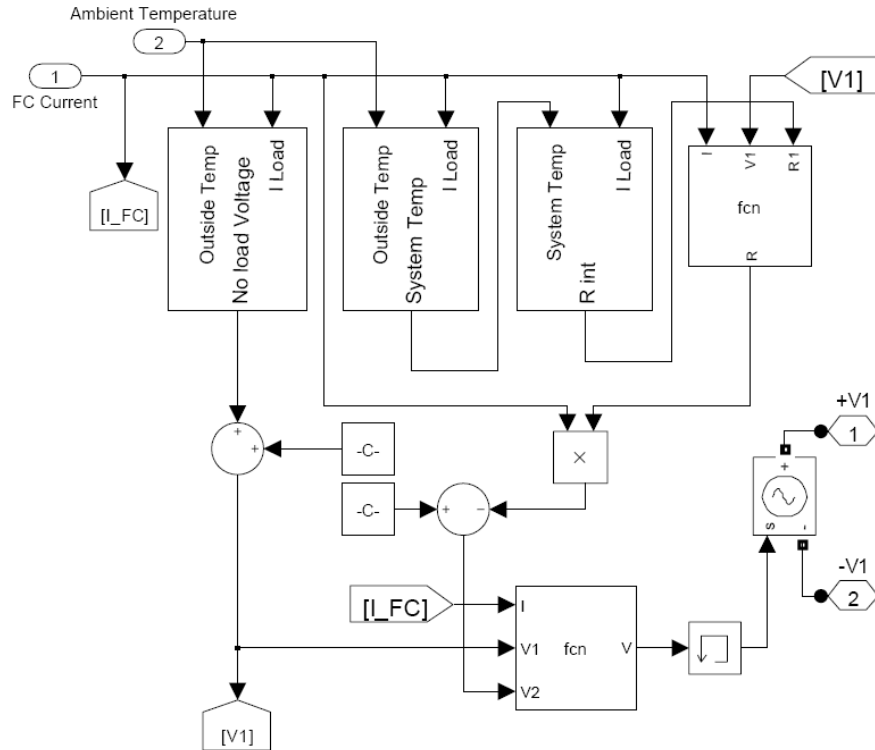 Ambient Temperature
2
1
FC Current
[V1]
[I_FC]
Outside Temp
No load Voltage
I Load
Outside Temp
System Temp
I Load
System Temp
R int
I Load
I
V1
R1
fcn
R
+
+
-C-
-C-
+
−
×
+V1
1
+
s
-
-V1
2
[I_FC]
I
V1
V2
fcn
V
[V1]